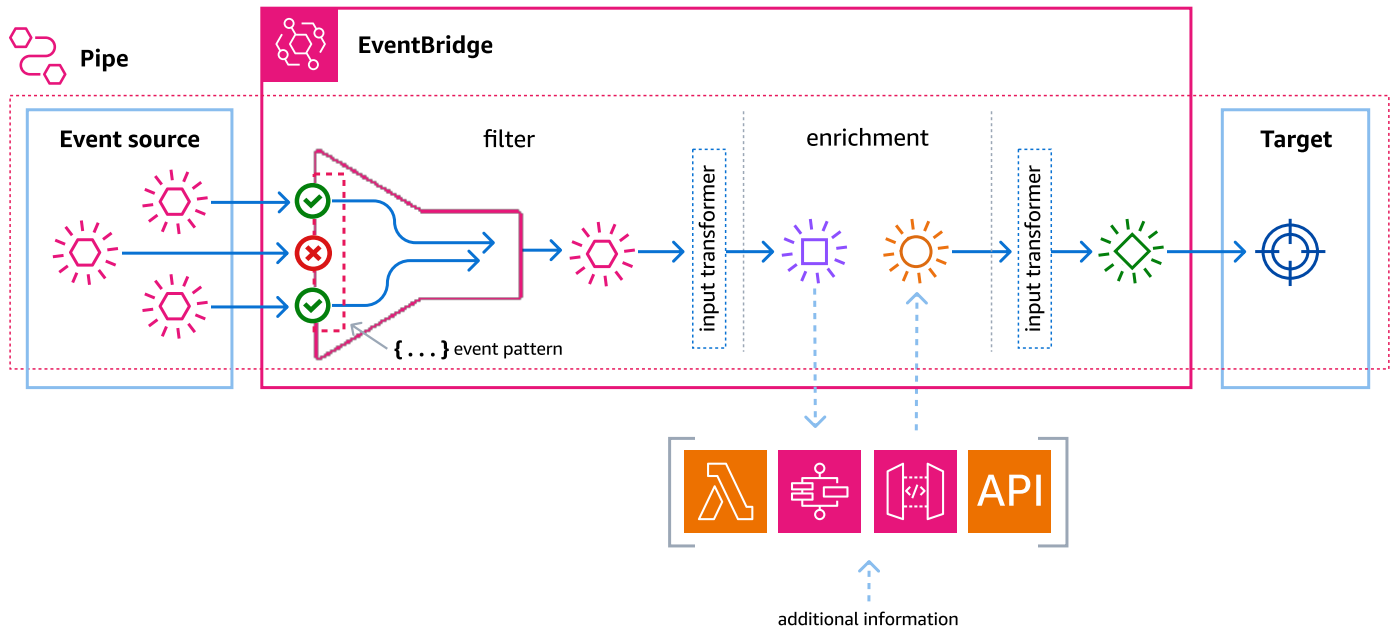 Pipe
EventBridge
Event source
filter
enrichment
Target
input transformer
input transformer
{...} event pattern
</>
API
additional information